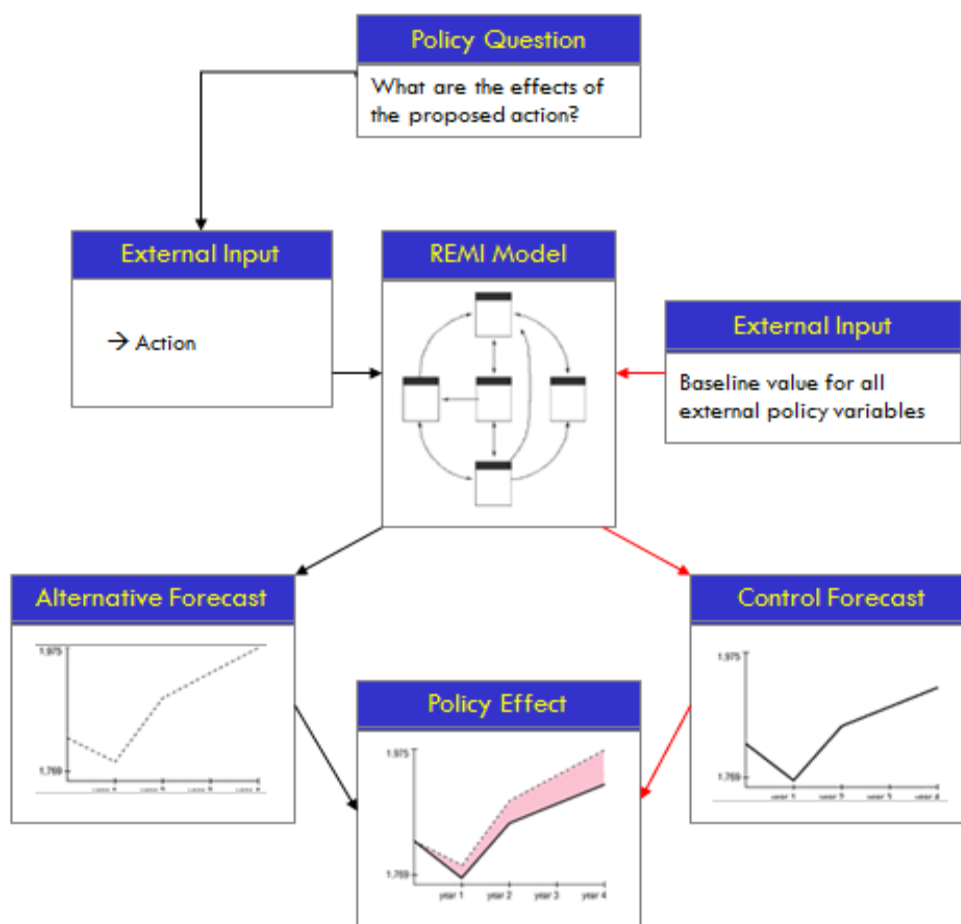 Policy Question
What are the effects of
the proposed action?
External Input
→ Action
REMI Model
External Input
Baseline value for all
external policy variables
Alternative Forecast
1,975
1,769
Control Forecast
1,975
1,769
Policy Effect
1,975
1,769
year 1 year 2 year 3 year 4